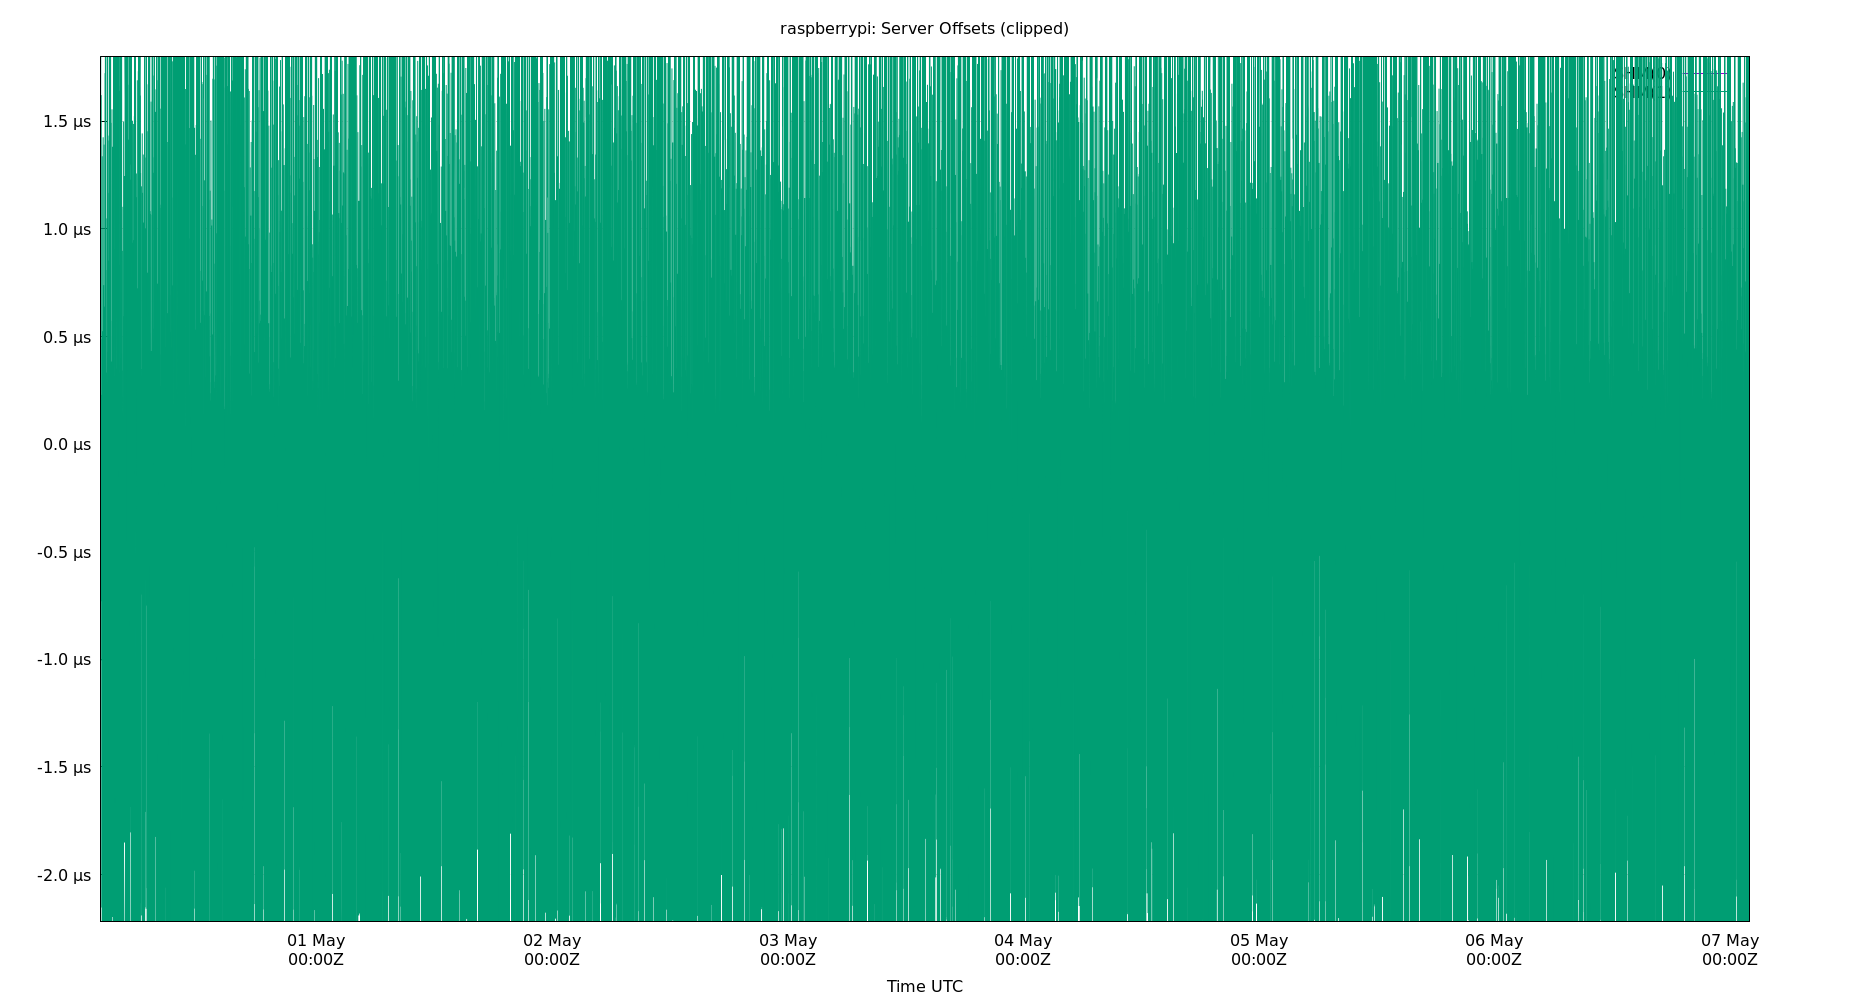 raspberrypi: Server Offsets (clipped)
SHM(0)
1.5 µs
1.0 µs
0.5 µs
0.0 µs
-0.5 µs
-1.0 µs
-1.5 µs
-2.0 µs
01 May
00:00Z
02 May
00:00Z
03 May
00:00Z
04 May
00:00Z
05 May
00:00Z
06 May
00:00Z
07 May
00:00Z
Time UTC